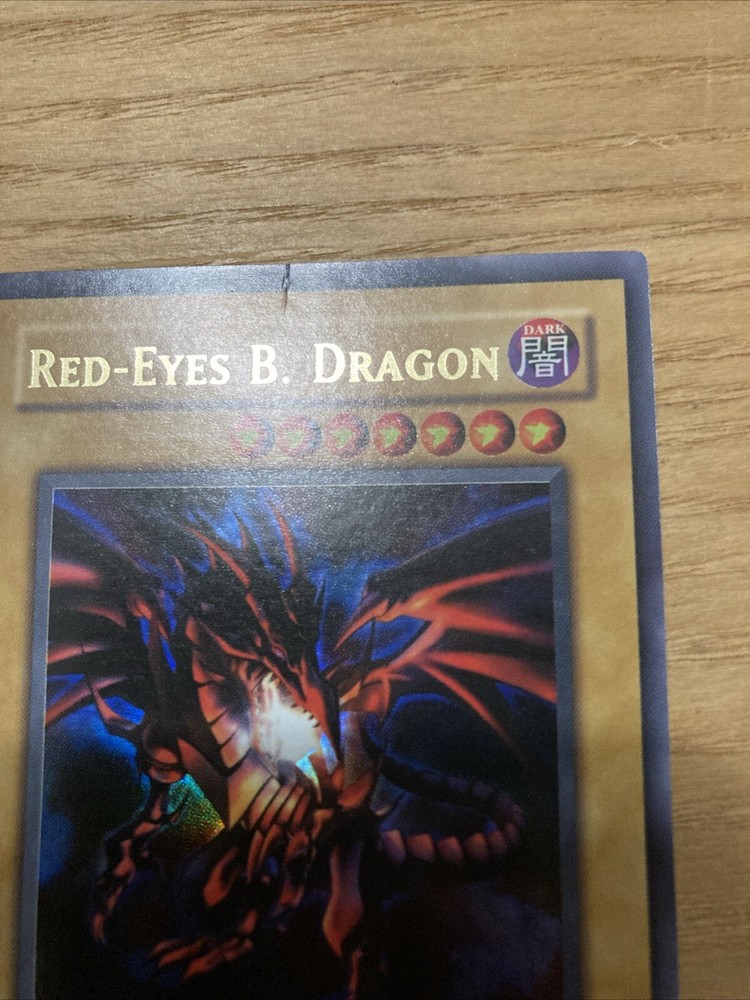 RED-EYES B. DRAGON
DARK
闇